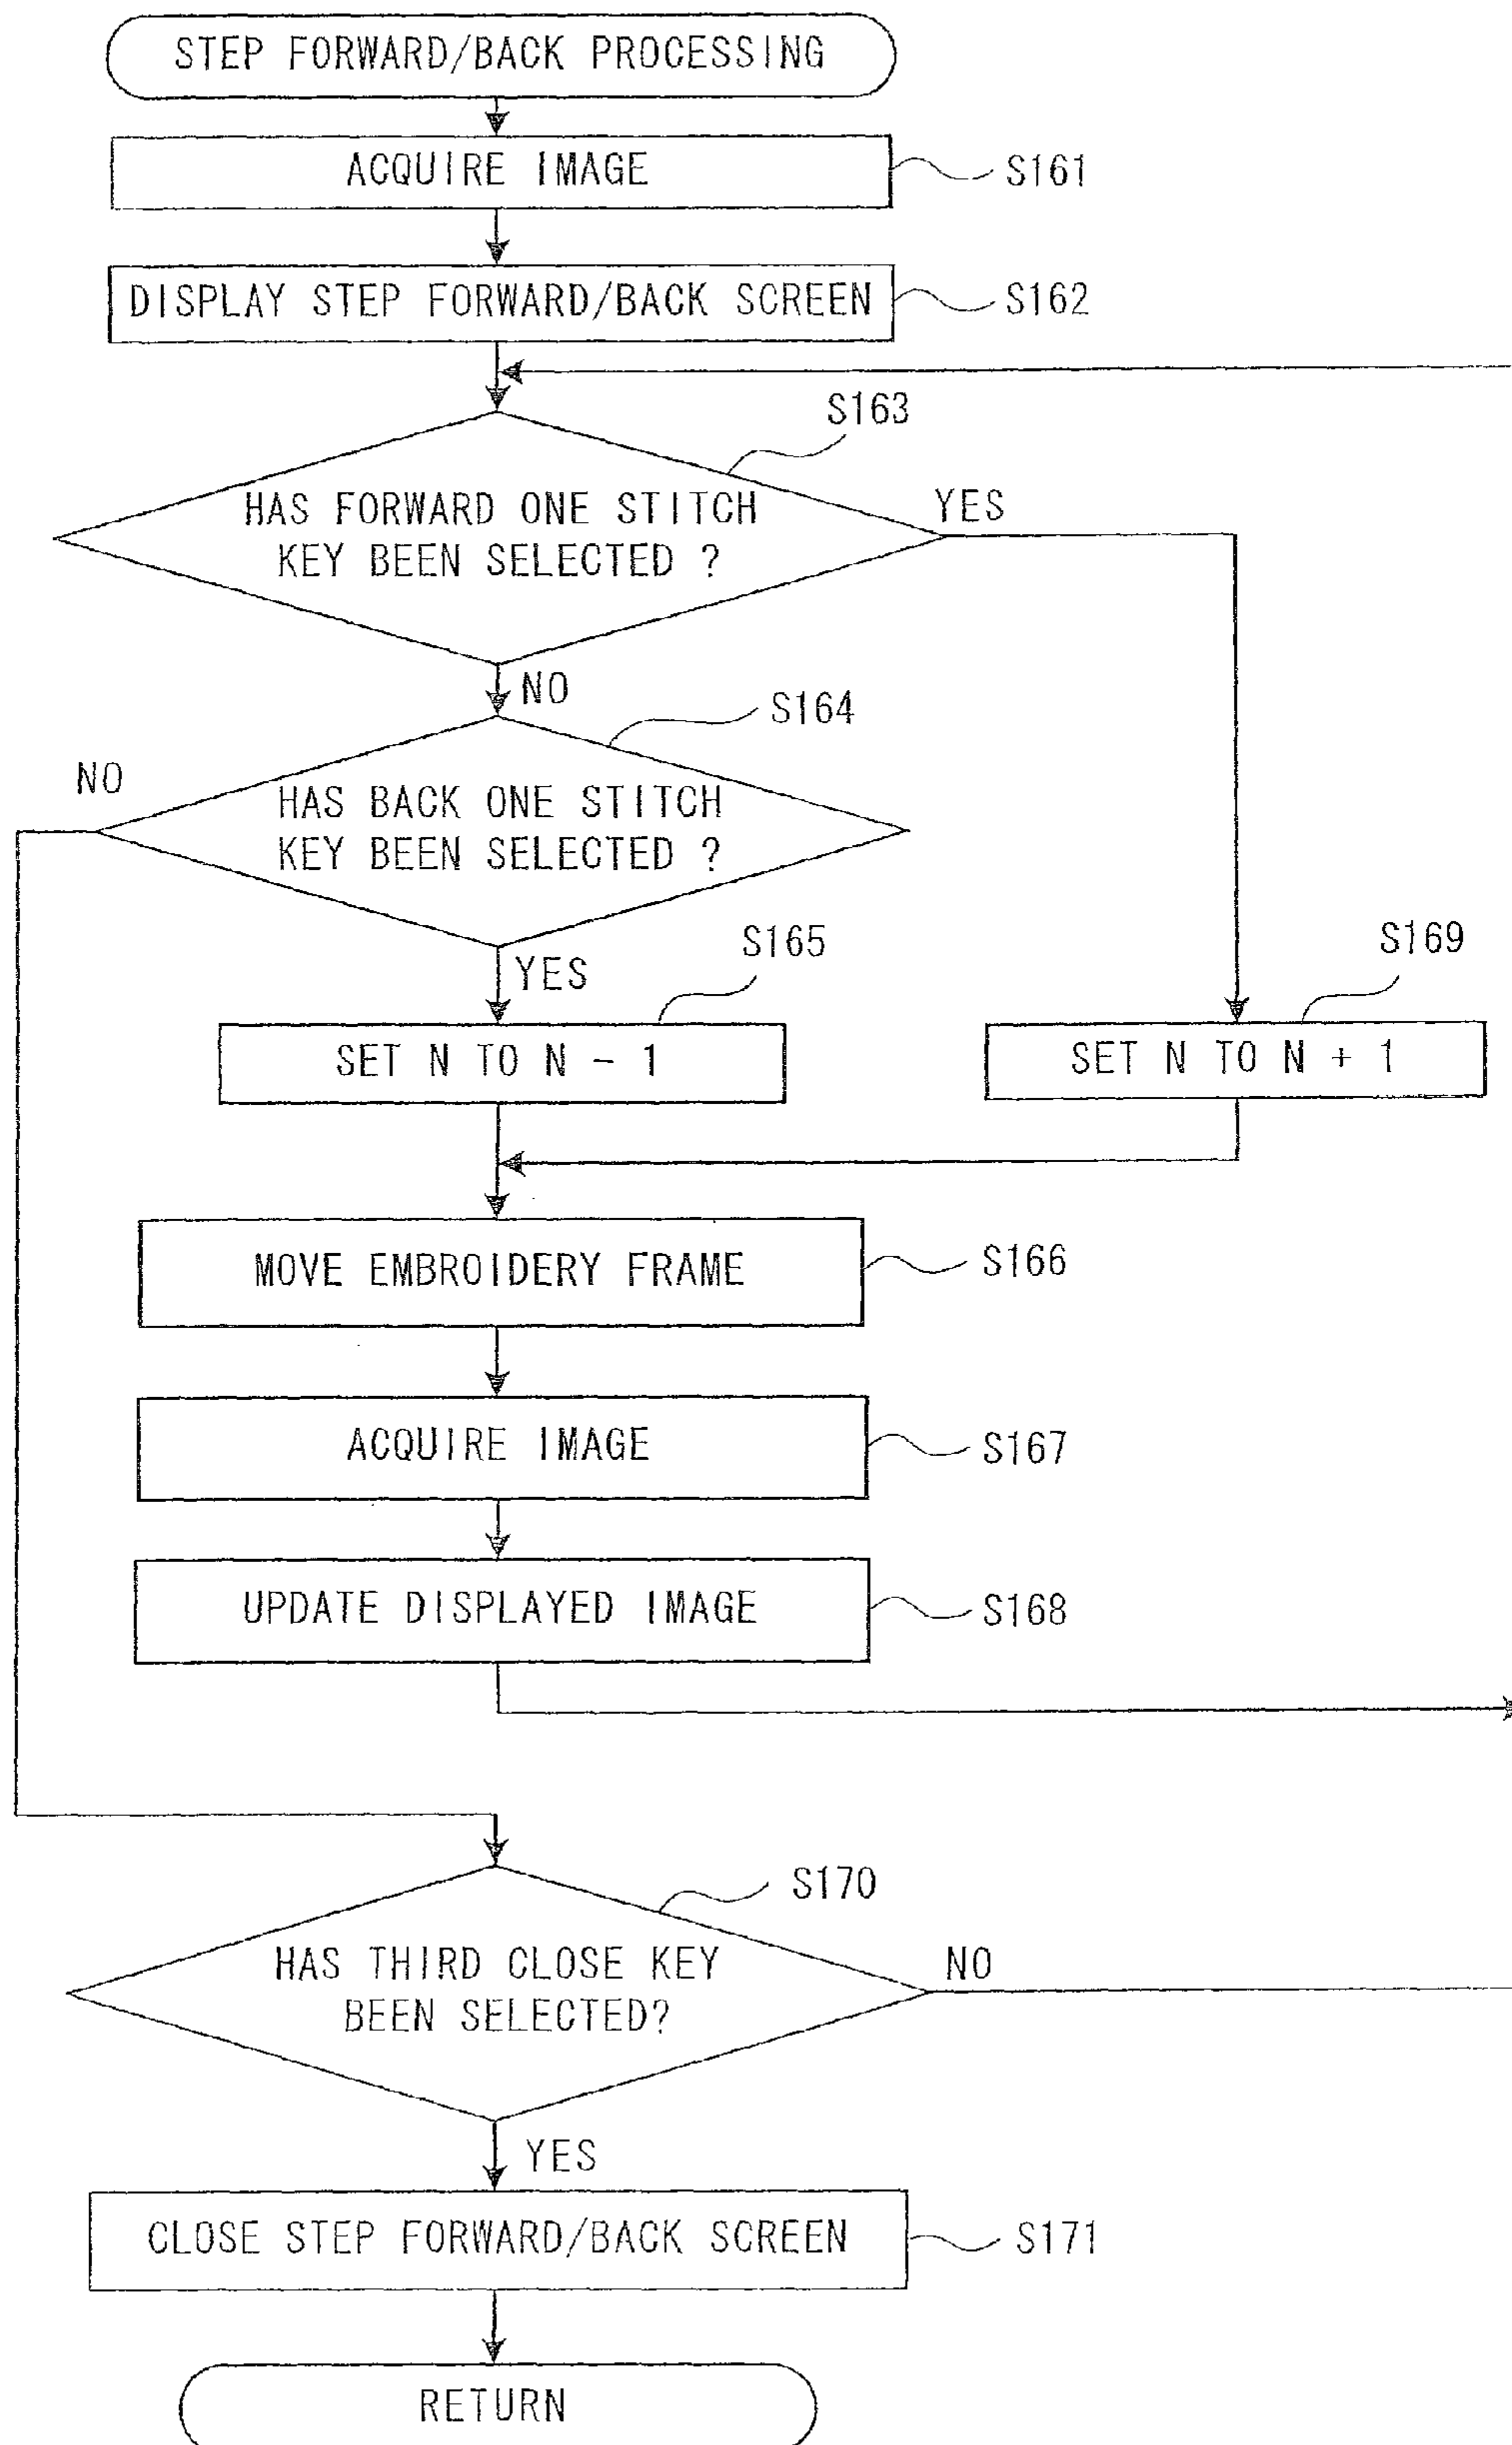 STEP FORWARD/BACK PROCESSING
ACQUIRE IMAGE
S161
DISPLAY STEP FORWARD/BACK SCREEN
S162
S163
HAS FORWARD ONE STITCH
KEY BEEN SELECTED ?
YES
NO
S164
NO
HAS BACK ONE STITCH
KEY BEEN SELECTED ?
YES
S165
S169
SET N TO N - 1
SET N TO N + 1
MOVE EMBROIDERY FRAME
S166
ACQUIRE IMAGE
S167
UPDATE DISPLAYED IMAGE
S168
S170
HAS THIRD CLOSE KEY
BEEN SELECTED?
NO
YES
CLOSE STEP FORWARD/BACK SCREEN
S171
RETURN